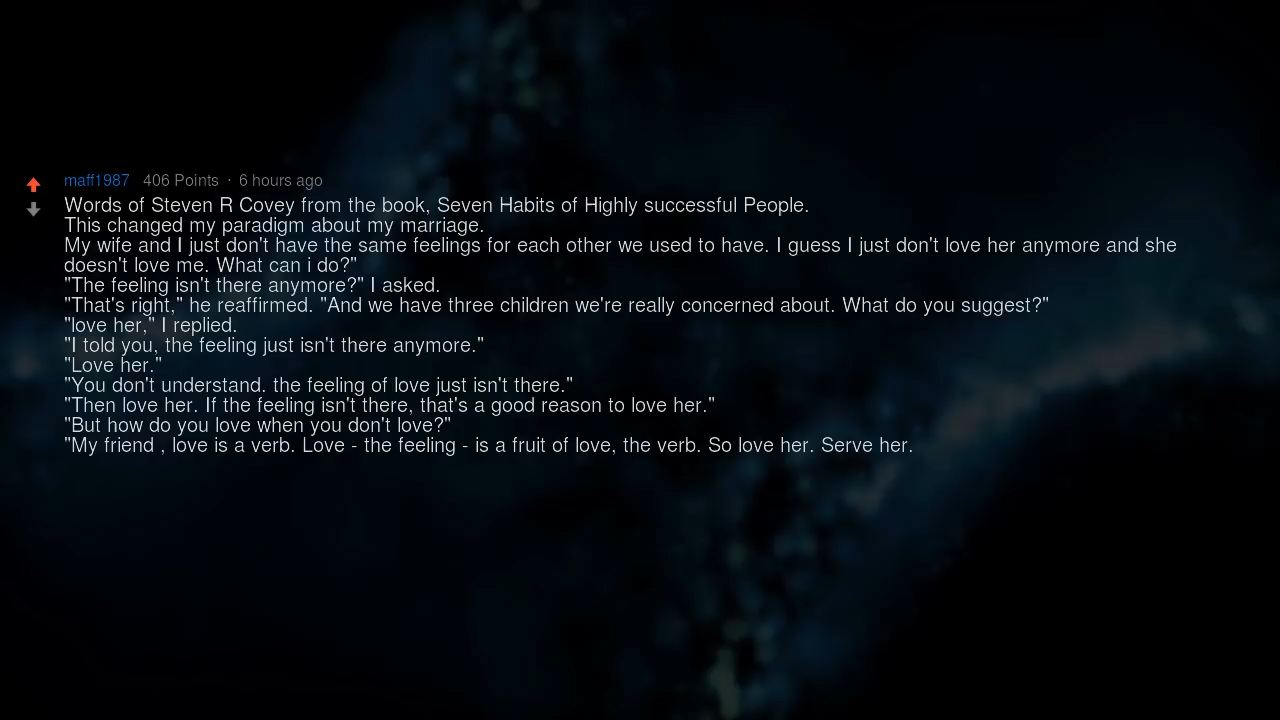 maff1987 406 Points · 6 hours ago
Words of Steven R Covey from the book, Seven Habits of Highly successful People.
This changed my paradigm about my marriage.
My wife and I just don't have the same feelings for each other we used to have. I guess I just don't love her anymore and she
doesn't love me. What can i do?"
"The feeling isn't there anymore?" I asked.
"That's right," he reaffirmed. "And we have three children we're really concerned about. What do you suggest?"
"love her," I replied.
"I told you, the feeling just isn't there anymore."
"Love her."
"You don't understand. the feeling of love just isn't there."
"Then love her. If the feeling isn't there, that's a good reason to love her."
"But how do you love when you don't love?"
"My friend , love is a verb. Love - the feeling - is a fruit of love, the verb. So love her. Serve her.